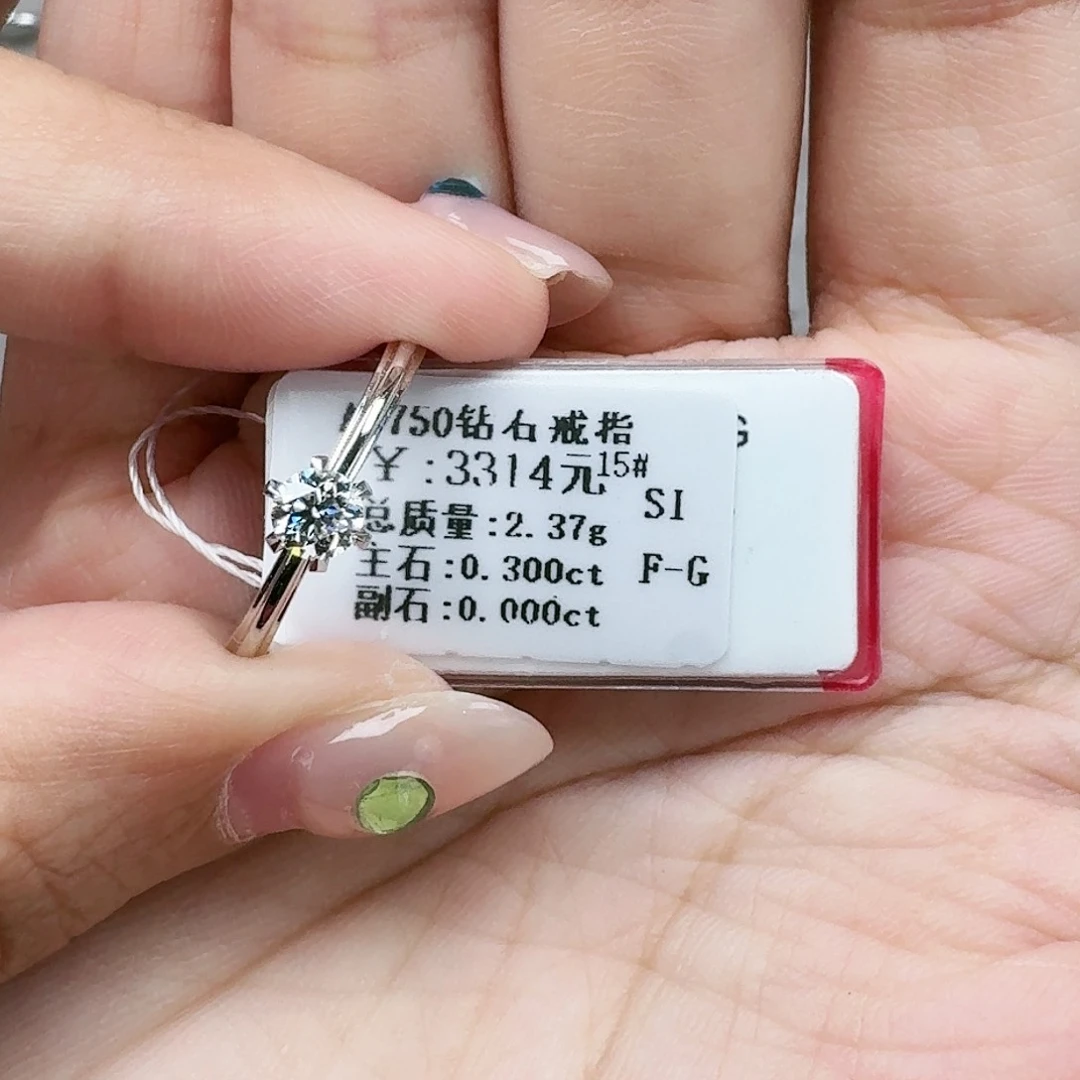 750钻石戒指
G
￥:3314元 15#
SI
总质量:2.37g
主石:0.300ct F-G
副石:0.000ct